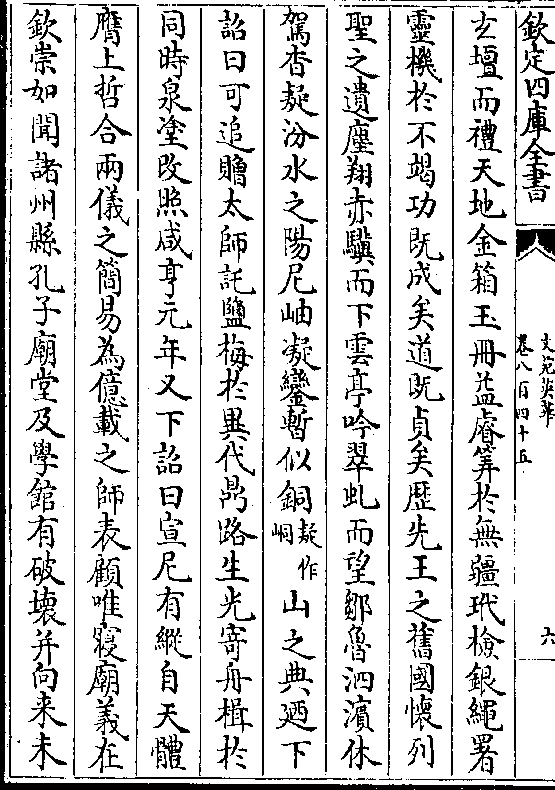 欽定四庫全書
文苑英華
卷八百四十五
六
玄壇而禮天地金箱玉冊益睿筭於無疆玳檢銀繩署
靈機於不竭功既成矣道既貞矣歷先王之舊國懷列
聖之遺塵翔赤驥而下雲亭吟翠虬而望鄒魯泗濱休
駕杳疑汾水之陽尼岫凝鑾暫似銅疑作峒山之典廼下
詔曰可追贈太師託鹽梅於異代鼎路生光寄舟楫於
同時泉塗改照咸亨元年又下詔曰宣尼有縱自天體
膺上哲合兩儀之簡易為億載之師表顧唯寢廟義在
欽崇如聞諸州縣孔子廟堂及學館有破壞并向来未